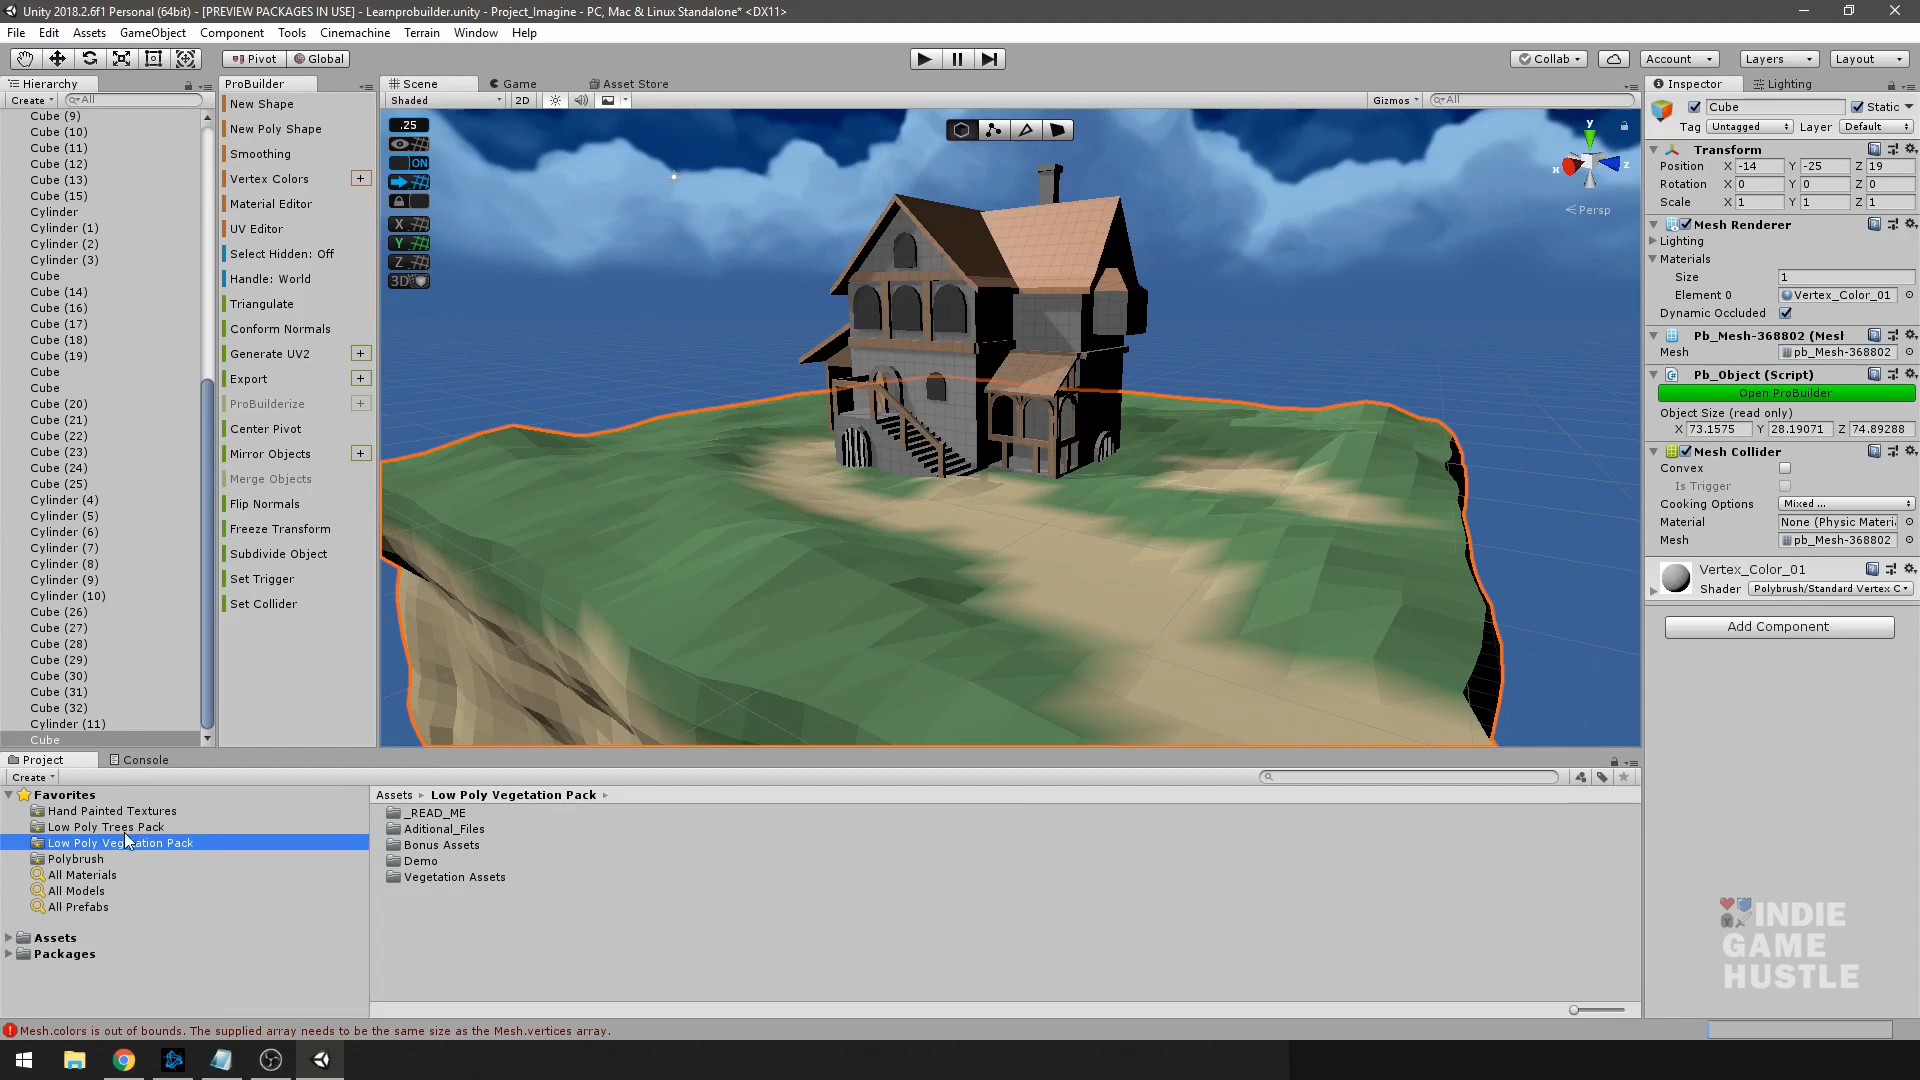 Unity 2018.2.6f1 Personal (64bit) - [PREVIEW PACKAGES IN USE] - Learnprobuilder.unity - Project_Imagine - PC, Mac & Linux Standalone* <DX11>
File Edit Assets GameObject Component Tools Cinemachine Terrain Window Help
Pivot Global Collab Account Layers Layout
Hierarchy
Create All
Cube (9)
Cube (10)
Cube (11)
Cube (12)
Cube (13)
Cube (15)
Cylinder
Cylinder (1)
Cylinder (2)
Cylinder (3)
Cube
Cube (14)
Cube (16)
Cube (17)
Cube (18)
Cube (19)
Cube
Cube
Cube (20)
Cube (21)
Cube (22)
Cube (23)
Cube (24)
Cube (25)
Cylinder (4)
Cylinder (5)
Cylinder (6)
Cylinder (7)
Cylinder (8)
Cylinder (9)
Cylinder (10)
Cube (26)
Cube (27)
Cube (28)
Cube (29)
Cube (30)
Cube (31)
Cube (32)
Cylinder (11)
Cube
ProBuilder
New Shape
New Poly Shape
Smoothing
Vertex Colors +
Material Editor
UV Editor
Select Hidden: Off
Handle: World
Triangulate
Conform Normals
Generate UV2 +
Export +
ProBuilderize +
Center Pivot
Mirror Objects +
Merge Objects
Flip Normals
Freeze Transform
Subdivide Object
Set Trigger
Set Collider
Scene Game Asset Store
Shaded 2D Gizmos All
.25
ON
X
Y
Z
3D
y
x z
Persp
Inspector Lighting
Cube Static
Tag Untagged Layer Default
Transform
Position X -14 Y -25 Z 19
Rotation X 0 Y 0 Z 0
Scale X 1 Y 1 Z 1
Mesh Renderer
Lighting
Materials
Size 1
Element 0 Vertex_Color_01
Dynamic Occluded
Pb_Mesh-368802 (Mesl
Mesh pb_Mesh-368802
Pb_Object (Script)
Open ProBuilder
Object Size (read only)
X 73.1575 Y 28.19071 Z 74.89288
Mesh Collider
Convex
Is Trigger
Cooking Options Mixed ...
Material None (Physic Materi
Mesh pb_Mesh-368802
Vertex_Color_01
Shader Polybrush/Standard Vertex C
Add Component
Project Console
Create
Favorites
Hand Painted Textures
Low Poly Trees Pack
Low Poly Vegetation Pack
Polybrush
All Materials
All Models
All Prefabs
Assets
Packages
Assets Low Poly Vegetation Pack
_READ_ME
Aditional_Files
Bonus Assets
Demo
Vegetation Assets
INDIE
GAME
HUSTLE
Mesh.colors is out of bounds. The supplied array needs to be the same size as the Mesh.vertices array.